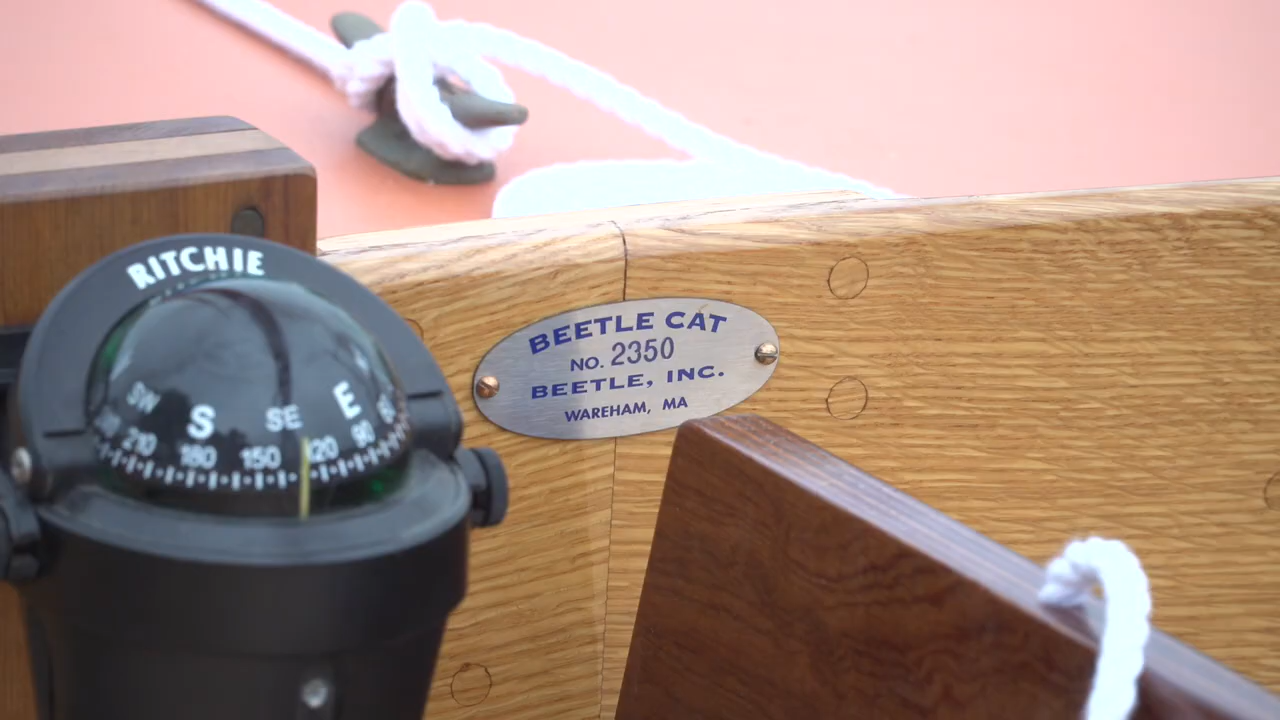 RITCHIE
SW S SE E
210 180 150 120 90
BEETLE CAT
NO. 2350
BEETLE, INC.
WAREHAM, MA